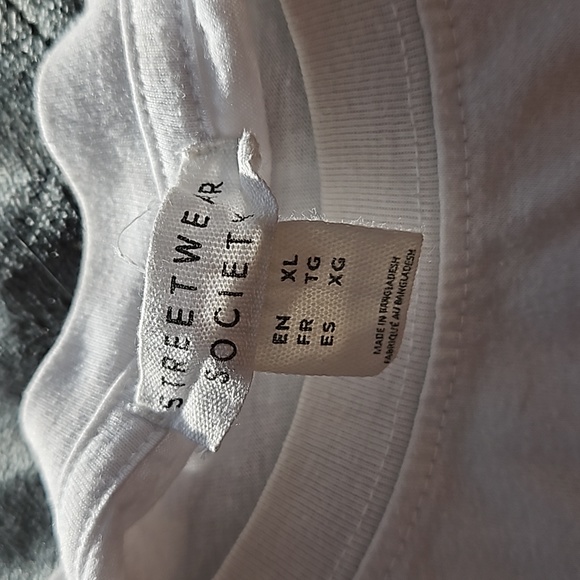 STREETWEAR
SOCIETY
EN XL
FR TG
ES XG
MADE IN BANGLADESH
FABRIQUÉ AU BANGLADESH